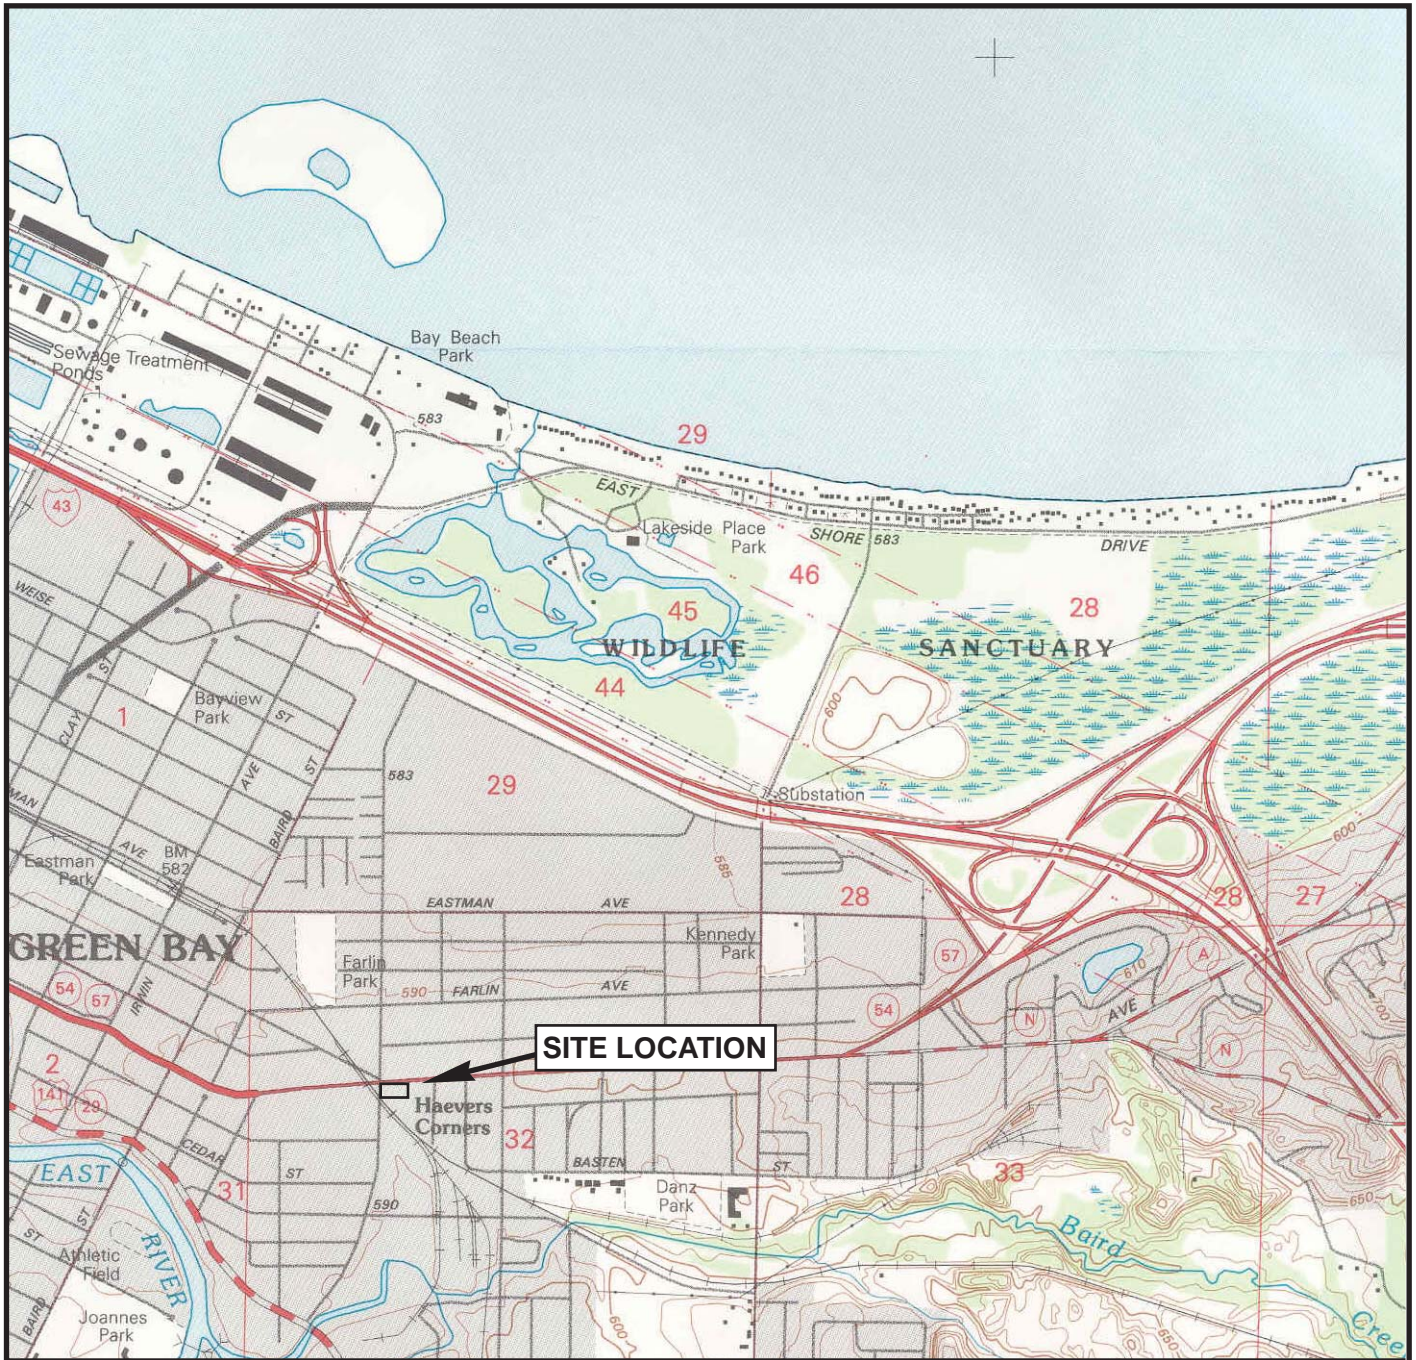 Bay Beach
Park
Sewage Treatment
Ponds
583
29
43
EAST
Lakeside Place
Park
SHORE
583
DRIVE
46
28
45
WEISE
WILDLIFE
SANCTUARY
44
ST
Bayview
Park
ST
600
1
CLAY
AVE
ST
583
29
BAIRD
Substation
MAN
AVE
BM
582
Eastman
Park
585
600
28
28
27
EASTMAN
AVE
GREEN BAY
Kennedy
Park
57
A
Farlin
Park
610
54
57
IRWIN
590
FARLIN
AVE
54
N
AVE
700
N
SITE LOCATION
2
141
29
Haevers
Corners
32
CEDAR
ST
BASTEN
ST
33
EAST
31
590
Danz
Park
650
ST
ST
Athletic
Field
RIVER
Baird
Creek
BAIRD
Joannes
Park
600
650